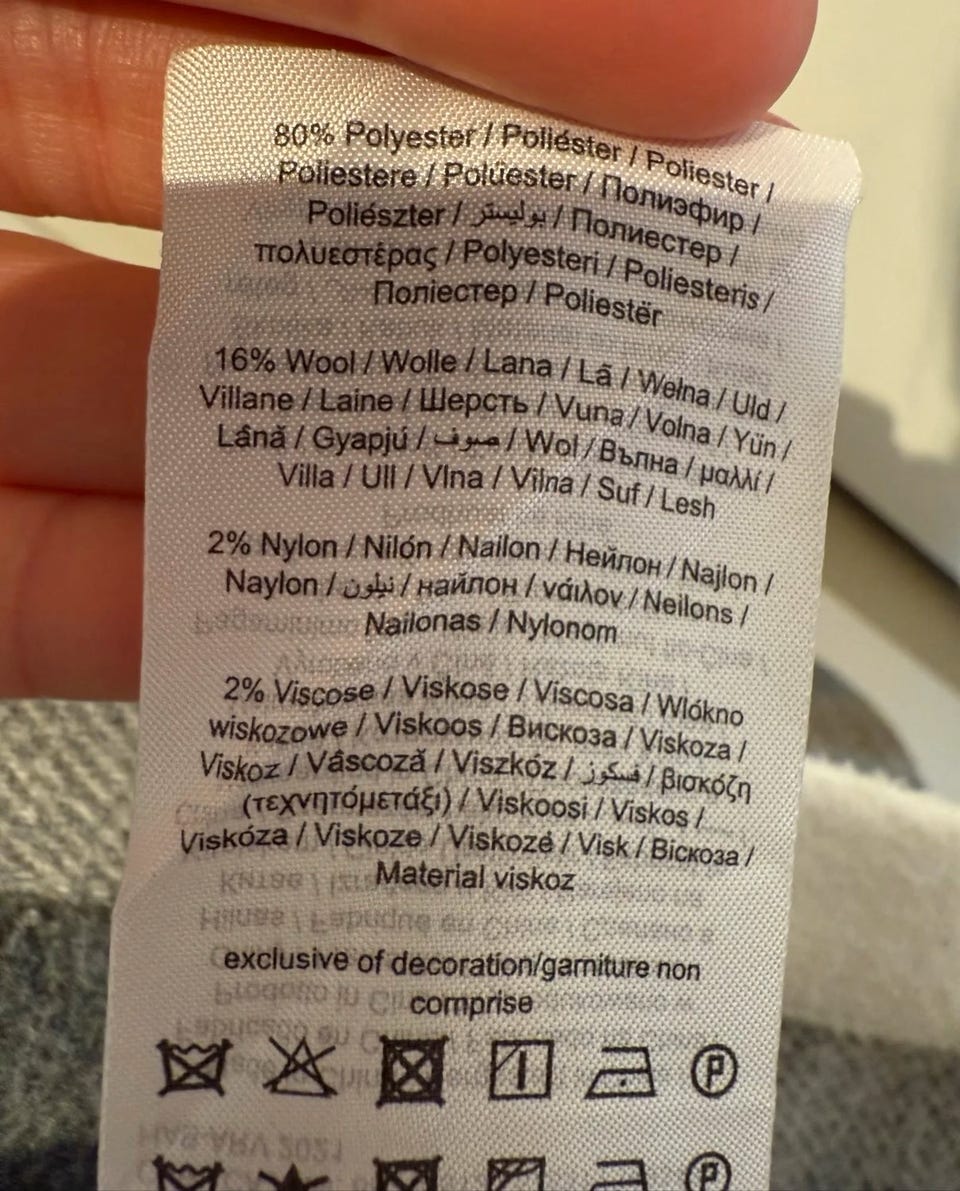 80% Polyester / Poliéster / Poliester /
Poliestere / Polüester / Полиэфир /
Poliészter / بوليستر / Полиестер /
πολυεστέρας / Polyesteri / Poliesteris /
Поліестер / Poliestër
16% Wool / Wolle / Lana / Lã / Wełna / Uld /
Villane / Laine / Шерсть / Vuna / Volna / Yün /
Lână / Gyapjú / صوف / Wol / Вълна / μαλλί /
Villa / Ull / Vlna / Vilna / Suf / Lesh
2% Nylon / Nilón / Nailon / Нейлон / Najlon /
Naylon / نيلون / найлон / νάιλον / Neilons /
Nailonas / Nylonom
2% Viscose / Viskose / Viscosa / Wlókno
wiskozowe / Viskoos / Вискоза / Viskoza /
Viskoz / Vâscoză / Viszkóz / فسكوز / βισκόζη
(τεχνητόμετάξι) / Viskoosi / Viskos /
Viskóza / Viskoze / Viskozė / Visk / Віскоза /
Material viskoz
exclusive of decoration/garniture non
comprise
P
P